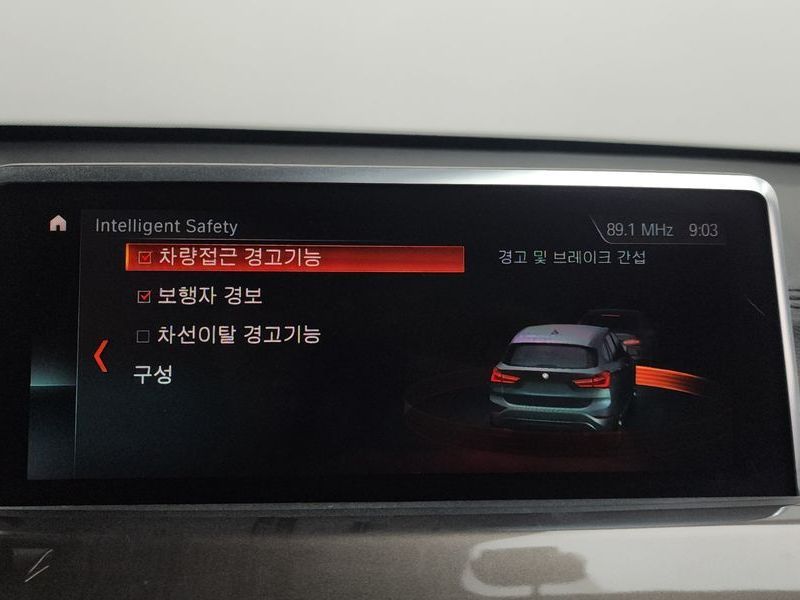 Intelligent Safety
89.1 MHz 9:03
차량접근 경고기능
경고 및 브레이크 간섭
보행자 경보
차선이탈 경고기능
구성